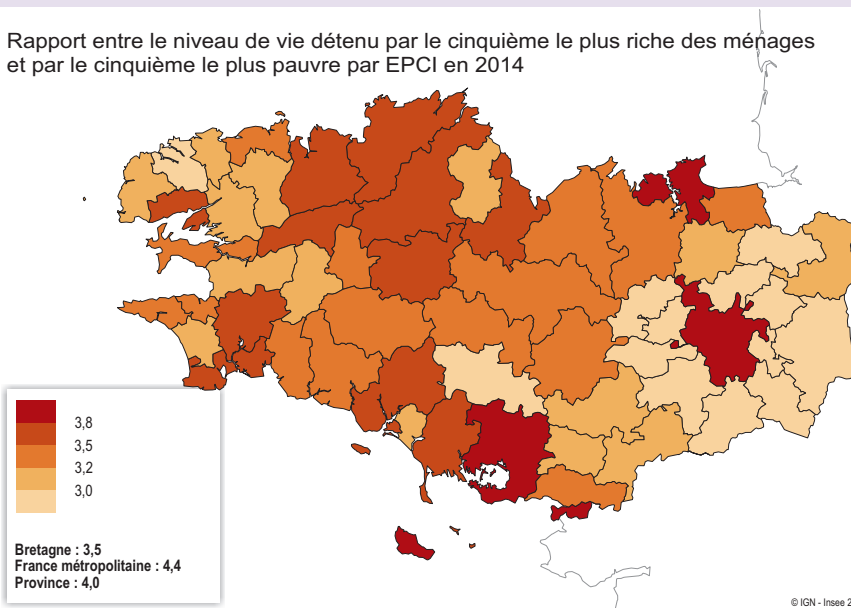 Rapport entre le niveau de vie détenu par le cinquième le plus riche des ménages
et par le cinquième le plus pauvre par EPCI en 2014
3,8
3,5
3,2
3,0
Bretagne : 3,5
France métropolitaine : 4,4
Province : 4,0
© IGN - Insee 2